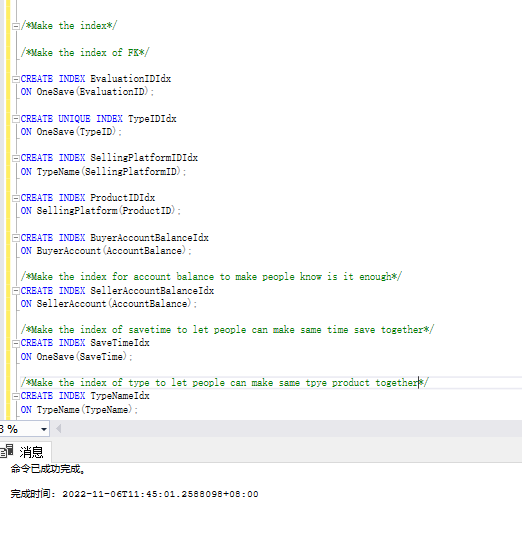 /*Make the index*/
/*Make the index of FK*/
CREATE INDEX EvaluationIDIdx
ON OneSave(EvaluationID);
CREATE UNIQUE INDEX TypeIDIdx
ON OneSave(TypeID);
CREATE INDEX SellingPlatformIDIdx
ON TypeName(SellingPlatformID);
CREATE INDEX ProductIDIdx
ON SellingPlatform(ProductID);
CREATE INDEX BuyerAccountBalanceIdx
ON BuyerAccount(AccountBalance);
/*Make the index for account balance to make people know is it enough*/
CREATE INDEX SellerAccountBalanceIdx
ON SellerAccount(AccountBalance);
/*Make the index of savetime to let people can make same time save together*/
CREATE INDEX SaveTimeIdx
ON OneSave(SaveTime);
/*Make the index of type to let people can make same tpye product together*/
CREATE INDEX TypeNameIdx
ON TypeName(TypeName);
3 %
消息
命令已成功完成。
完成时间: 2022-11-06T11:45:01.2588098+08:00